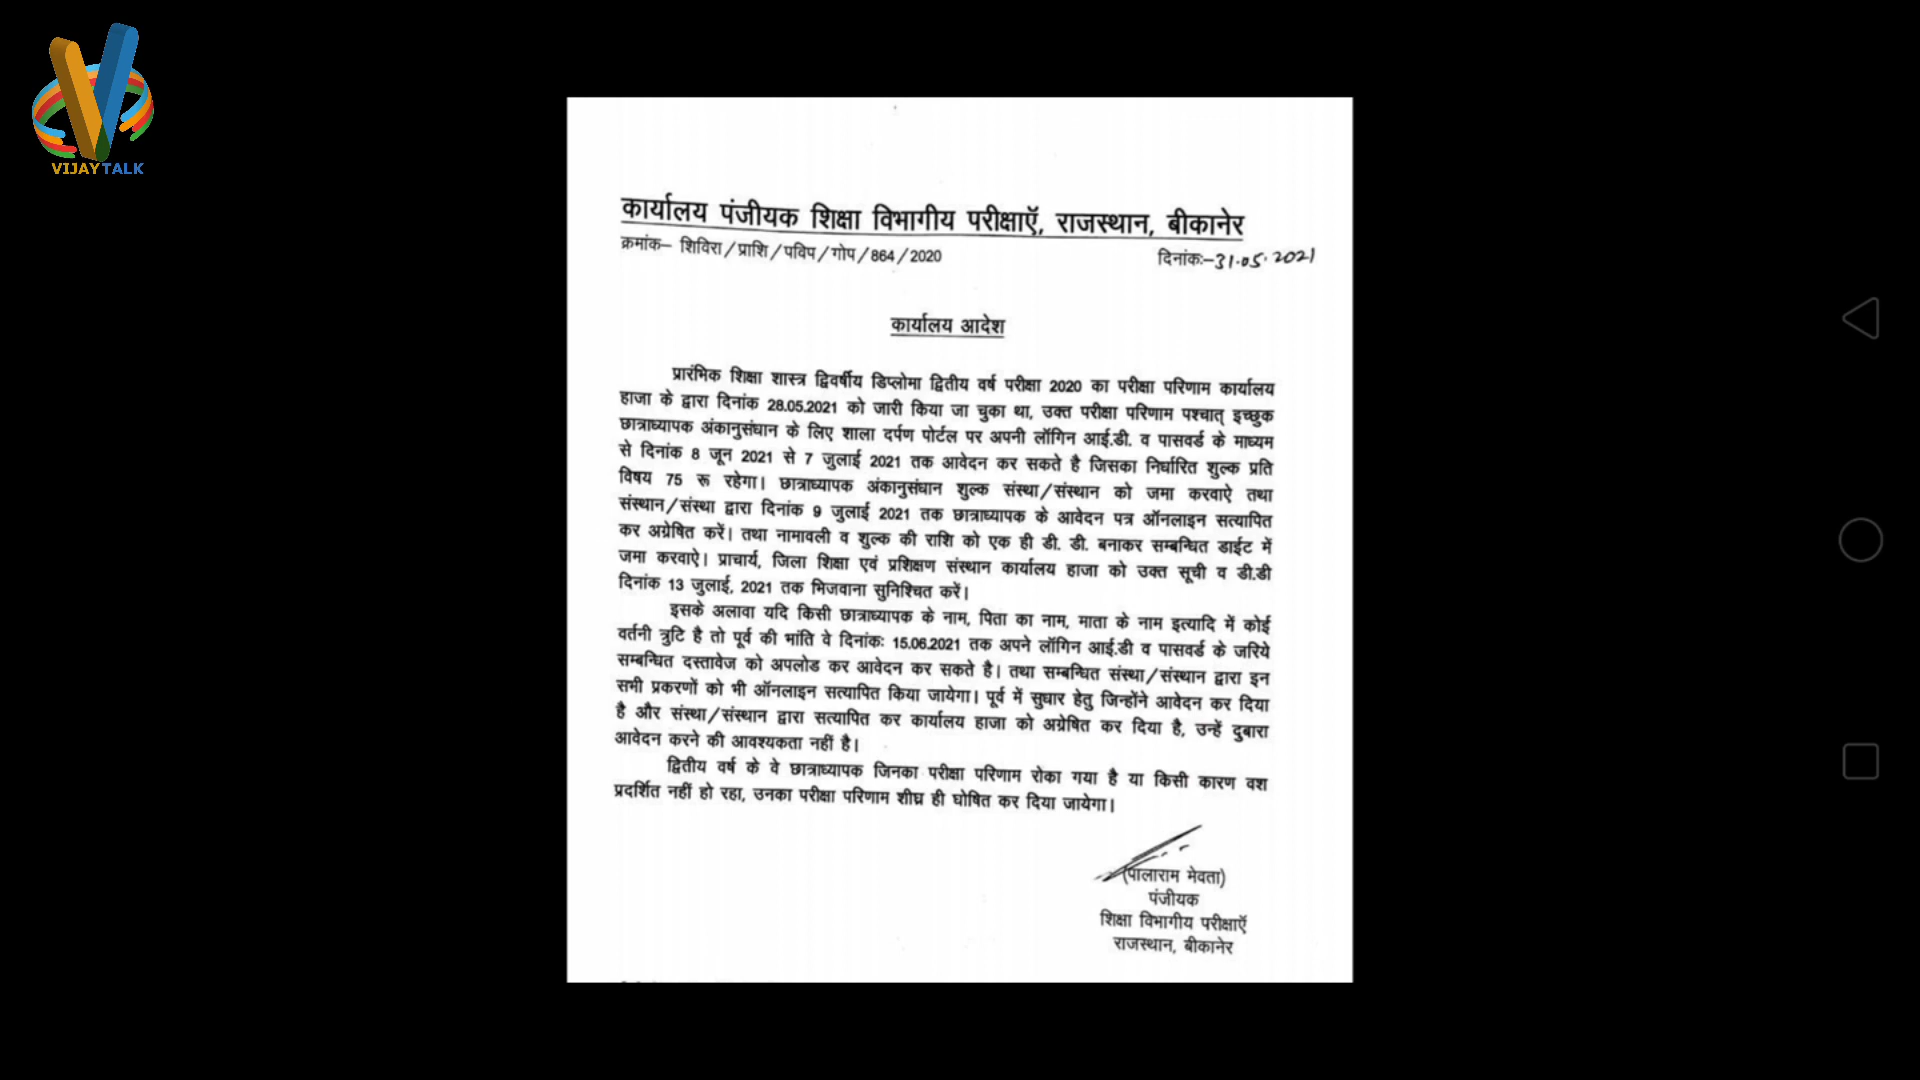 VIJAYTALK
कार्यालय पंजीयक शिक्षा विभागीय परीक्षाऍं, राजस्थान, बीकानेर
क्रमांक– शिविरा/प्राशि/पविप/गोप/864/2020 दिनांकः–31.05.2021
कार्यालय आदेश
प्रारंभिक शिक्षा शास्त्र द्विवर्षीय डिप्लोमा द्वितीय वर्ष परीक्षा 2020 का परीक्षा परिणाम कार्यालय
हाजा के द्वारा दिनांक 28.05.2021 को जारी किया जा चुका था, उक्त परीक्षा परिणाम पश्चात् इच्छुक
छात्राध्यापक अंकानुसंधान के लिए शाला दर्पण पोर्टल पर अपनी लॉगिन आई.डी. व पासवर्ड के माध्यम
से दिनांक 8 जून 2021 से 7 जुलाई 2021 तक आवेदन कर सकते है जिसका निर्धारित शुल्क प्रति
विषय 75 रू रहेगा। छात्राध्यापक अंकानुसंधान शुल्क संस्था/संस्थान को जमा करवाऐ तथा
संस्थान/संस्था द्वारा दिनांक 9 जुलाई 2021 तक छात्राध्यापक के आवेदन पत्र ऑनलाइन सत्यापित
कर अग्रेषित करें। तथा नामावली व शुल्क की राशि को एक ही डी. डी. बनाकर सम्बन्धित डाईट में
जमा करवाऐ। प्राचार्य, जिला शिक्षा एवं प्रशिक्षण संस्थान कार्यालय हाजा को उक्त सूची व डी.डी
दिनांक 13 जुलाई, 2021 तक भिजवाना सुनिश्चित करें।
इसके अलावा यदि किसी छात्राध्यापक के नाम, पिता का नाम, माता के नाम इत्यादि में कोई
वर्तनी त्रुटि है तो पूर्व की भांति वे दिनांकः 15.06.2021 तक अपने लॉगिन आई.डी व पासवर्ड के जरिये
सम्बन्धित दस्तावेज को अपलोड कर आवेदन कर सकते है। तथा सम्बन्धित संस्था/संस्थान द्वारा इन
सभी प्रकरणों को भी ऑनलाइन सत्यापित किया जायेगा। पूर्व में सुधार हेतु जिन्होंने आवेदन कर दिया
है और संस्था/संस्थान द्वारा सत्यापित कर कार्यालय हाजा को अग्रेषित कर दिया है, उन्हें दुबारा
आवेदन करने की आवश्यकता नहीं है।
द्वितीय वर्ष के वे छात्राध्यापक जिनका परीक्षा परिणाम रोका गया है या किसी कारण वश
प्रदर्शित नहीं हो रहा, उनका परीक्षा परिणाम शीघ्र ही घोषित कर दिया जायेगा।
(पालाराम मेवता)
पंजीयक
शिक्षा विभागीय परीक्षाऍं
राजस्थान, बीकानेर